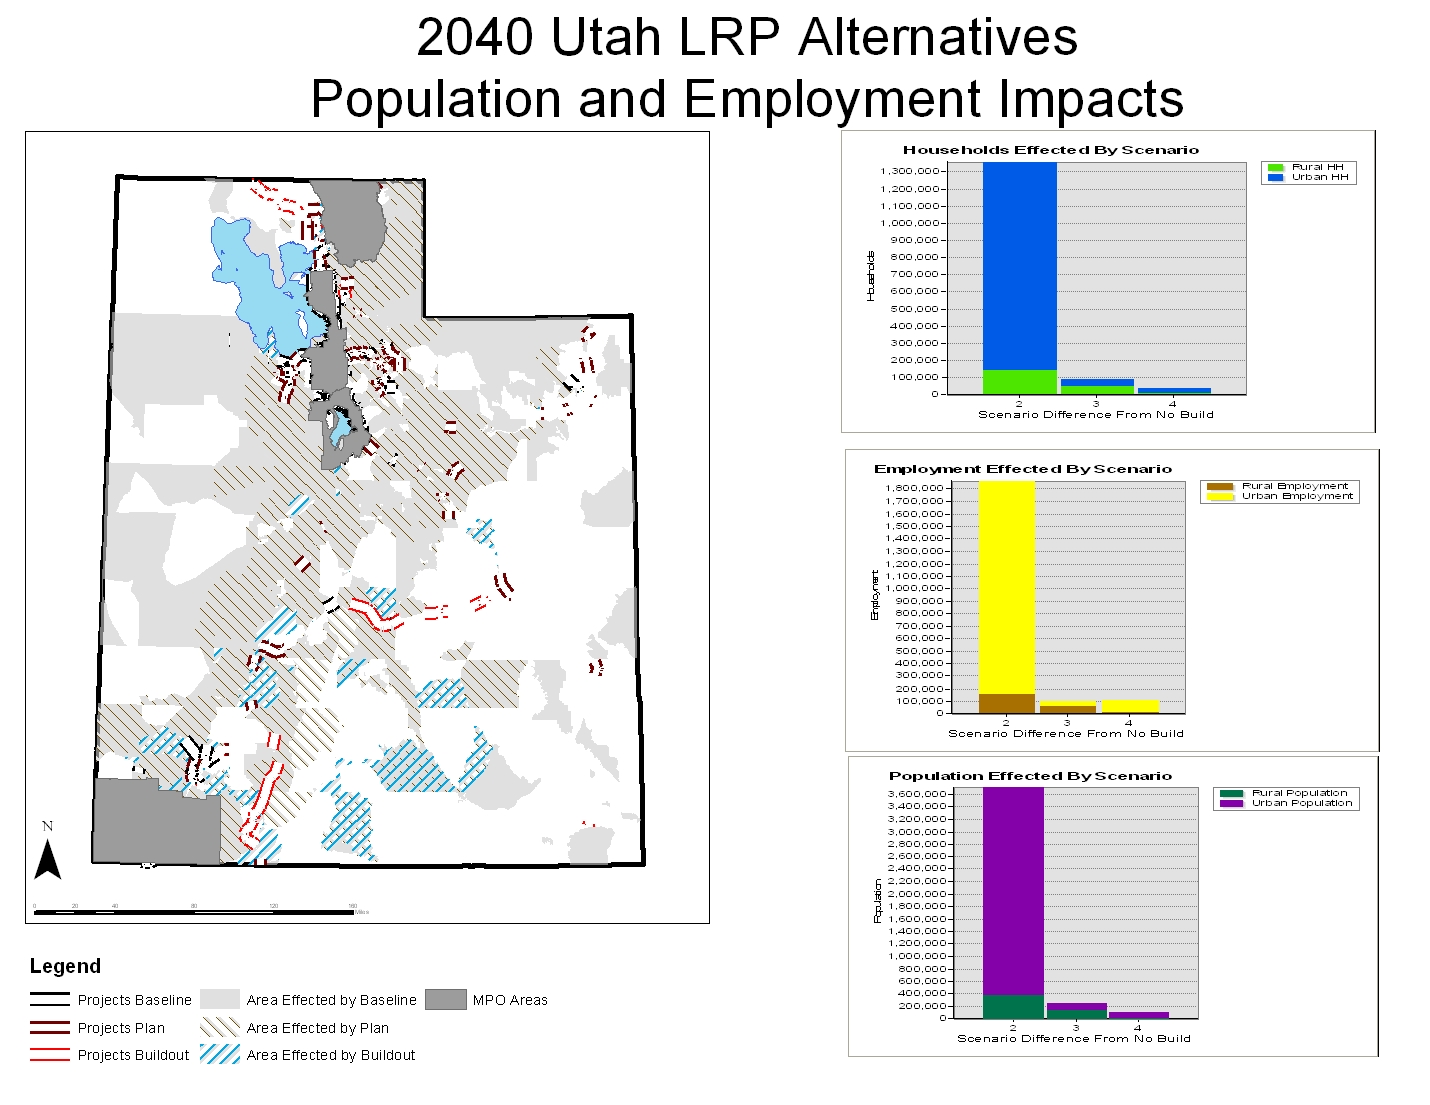 2040 Utah LRP Alternatives
Population and Employment Impacts
N
0 20 40 80 120 160
Miles
Legend
Projects Baseline
Area Effected by Baseline
MPO Areas
Projects Plan
Area Effected by Plan
Projects Buildout
Area Effected by Buildout
Households Effected By Scenario
Rural HH
Urban HH
1,300,000
1,200,000
1,100,000
1,000,000
900,000
800,000
700,000
600,000
500,000
400,000
300,000
200,000
100,000
0
Households
2 3 4
Scenario Difference From No Build
Employment Effected By Scenario
Rural Employment
Urban Employment
1,800,000
1,700,000
1,600,000
1,500,000
1,400,000
1,300,000
1,200,000
1,100,000
1,000,000
900,000
800,000
700,000
600,000
500,000
400,000
300,000
200,000
100,000
0
Employment
2 3 4
Scenario Difference From No Build
Population Effected By Scenario
Rural Population
Urban Population
3,600,000
3,400,000
3,200,000
3,000,000
2,800,000
2,600,000
2,400,000
2,200,000
2,000,000
1,800,000
1,600,000
1,400,000
1,200,000
1,000,000
800,000
600,000
400,000
200,000
0
Population
2 3 4
Scenario Difference From No Build